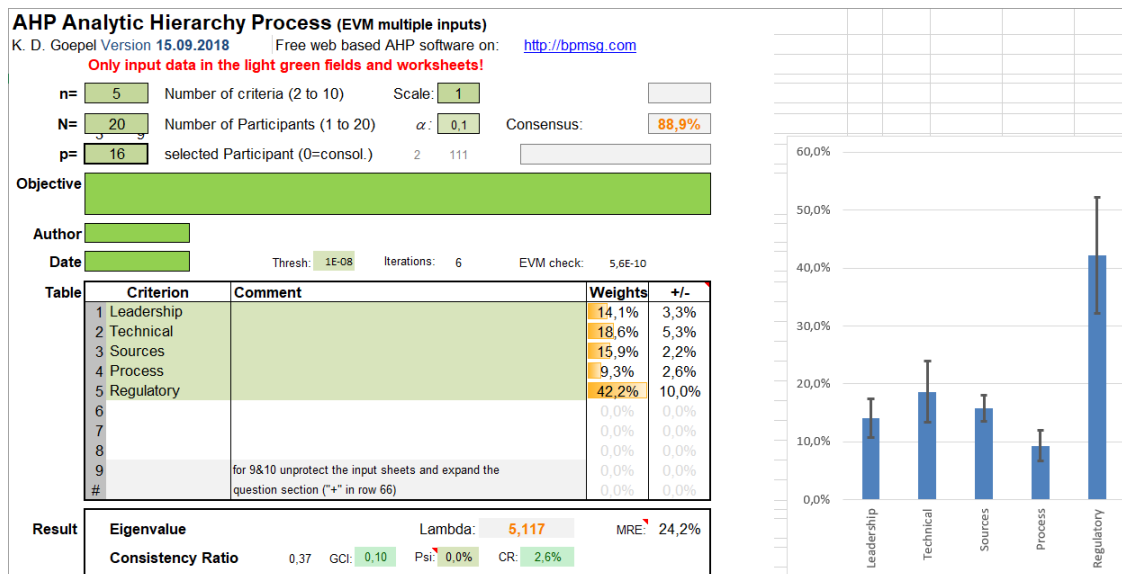 AHP Analytic Hierarchy Process (EVM multiple inputs)
K. D. Goepel Version 15.09.2018 Free web based AHP software on: http://bpmsg.com
Only input data in the light green fields and worksheets!
n= 5 Number of criteria (2 to 10) Scale: 1
N= 20 Number of Participants (1 to 20) α: 0,1 Consensus: 88,9%
p= 16 selected Participant (0=consol.) 2 111
Objective
Author
Date Thresh: 1E-08 Iterations: 6 EVM check: 5,6E-10
Table Criterion Comment Weights +/-
1 Leadership 14,1% 3,3%
2 Technical 18,6% 5,3%
3 Sources 15,9% 2,2%
4 Process 9,3% 2,6%
5 Regulatory 42,2% 10,0%
6 0,0% 0,0%
7 0,0% 0,0%
8 0,0% 0,0%
9 for 9&10 unprotect the input sheets and expand the 0,0% 0,0%
# question section ("+" in row 66) 0,0% 0,0%
Result Eigenvalue Lambda: 5,117 MRE: 24,2%
Consistency Ratio 0,37 GCI: 0,10 Psi: 0,0% CR: 2,6%
60,0%
50,0%
40,0%
30,0%
20,0%
10,0%
0,0%
Leadership
Technical
Sources
Process
Regulatory